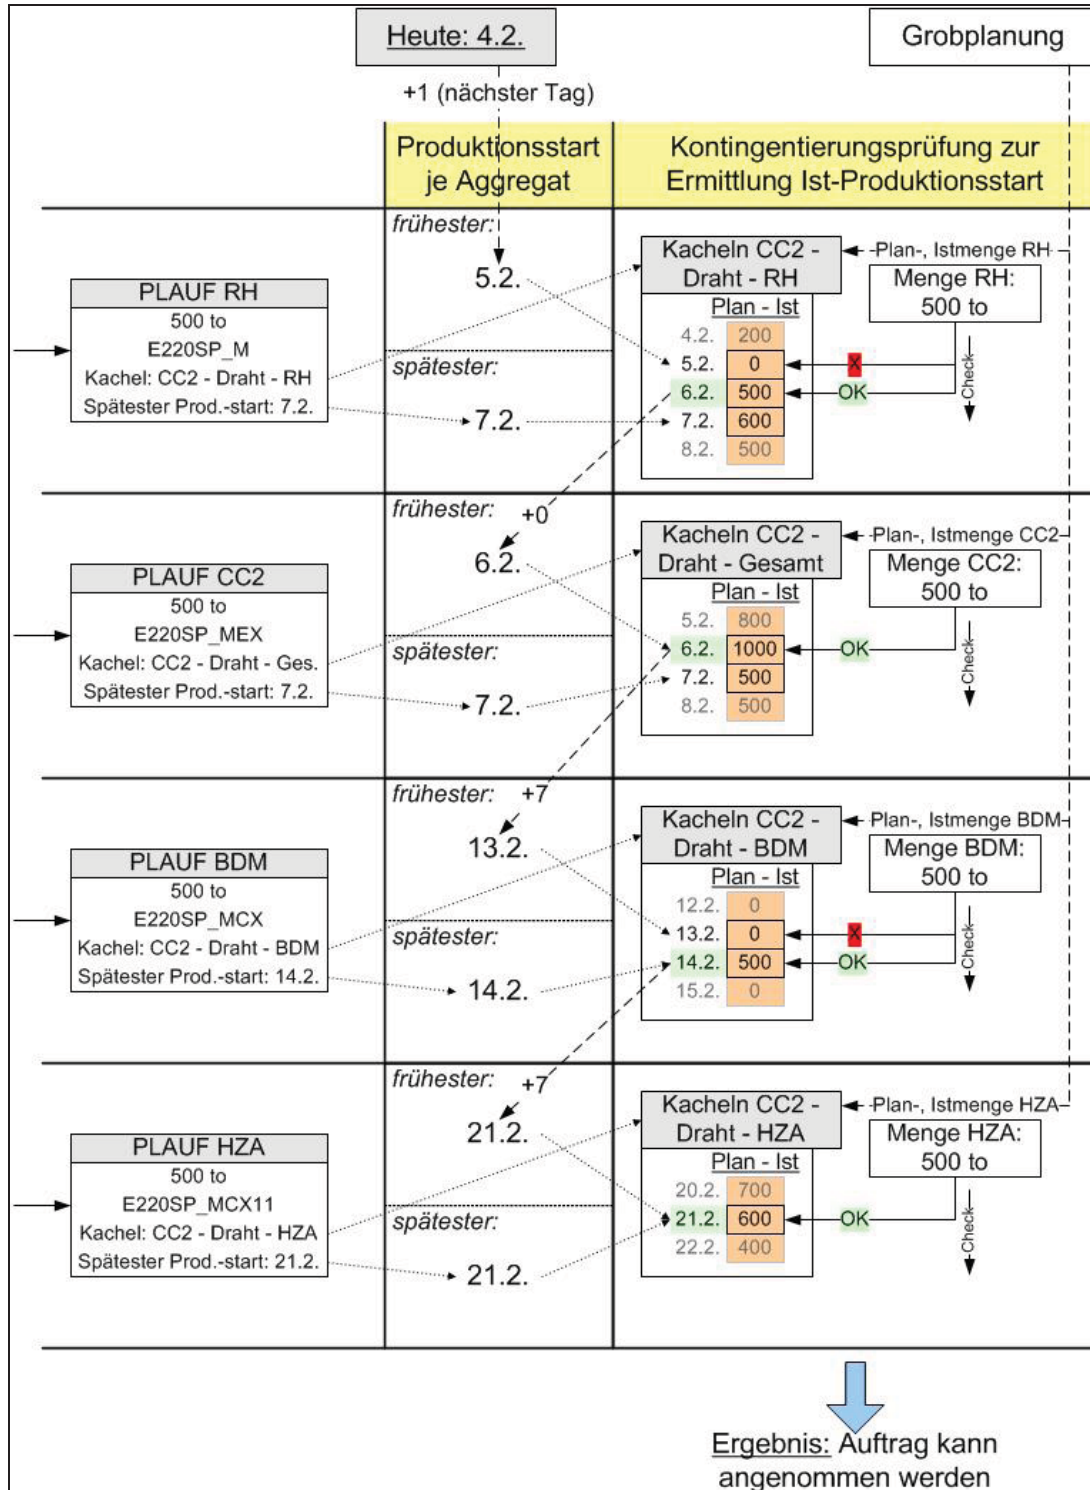 Heute: 4.2.
Grobplanung
+1 (nächster Tag)
Produktionsstart
je Aggregat
Kontingentierungsprüfung zur
Ermittlung Ist-Produktionsstart
PLAUF RH
500 to
E220SP_M
Kachel: CC2 - Draht - RH
Spätester Prod.-start: 7.2.
frühester:
5.2.
spätester:
7.2.
Kacheln CC2 -
Draht - RH
Plan - Ist
4.2. 200
5.2. 0
6.2. 500
7.2. 600
8.2. 500
Plan-, Istmenge RH
Menge RH:
500 to
X
OK
Check
PLAUF CC2
500 to
E220SP_MEX
Kachel: CC2 - Draht - Ges.
Spätester Prod.-start: 7.2.
frühester:
+0
6.2.
spätester:
7.2.
Kacheln CC2 -
Draht - Gesamt
Plan - Ist
5.2. 800
6.2. 1000
7.2. 500
8.2. 500
Plan-, Istmenge CC2
Menge CC2:
500 to
OK
Check
PLAUF BDM
500 to
E220SP_MCX
Kachel: CC2 - Draht - BDM
Spätester Prod.-start: 14.2.
frühester:
+7
13.2.
spätester:
14.2.
Kacheln CC2 -
Draht - BDM
Plan - Ist
12.2. 0
13.2. 0
14.2. 500
15.2. 0
Plan-, Istmenge BDM
Menge BDM:
500 to
X
OK
Check
PLAUF HZA
500 to
E220SP_MCX11
Kachel: CC2 - Draht - HZA
Spätester Prod.-start: 21.2.
frühester:
+7
21.2.
spätester:
21.2.
Kacheln CC2 -
Draht - HZA
Plan - Ist
20.2. 700
21.2. 600
22.2. 400
Plan-, Istmenge HZA
Menge HZA:
500 to
OK
Check
Ergebnis: Auftrag kann
angenommen werden